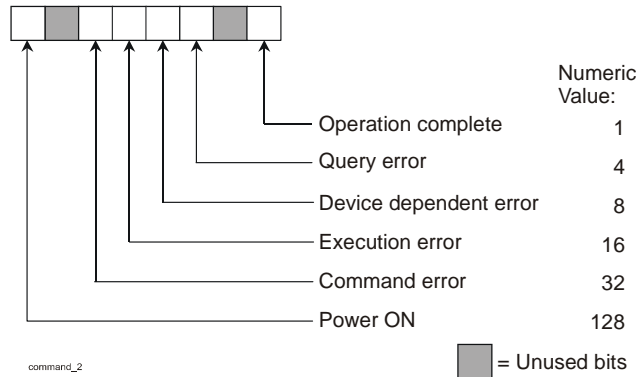 Numeric
Value:
Operation complete 1
Query error 4
Device dependent error 8
Execution error 16
Command error 32
Power ON 128
command_2
= Unused bits